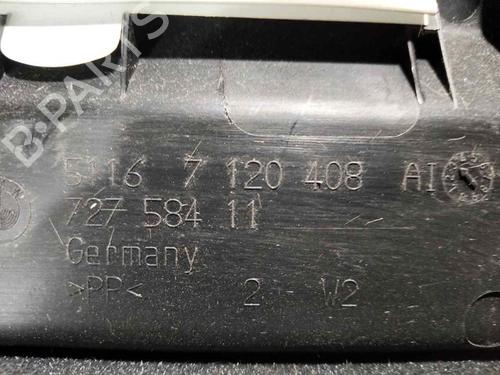 B-PARTS
5116 7 120 408 AI
727 584 11
Germany
>PP< 2 - W2